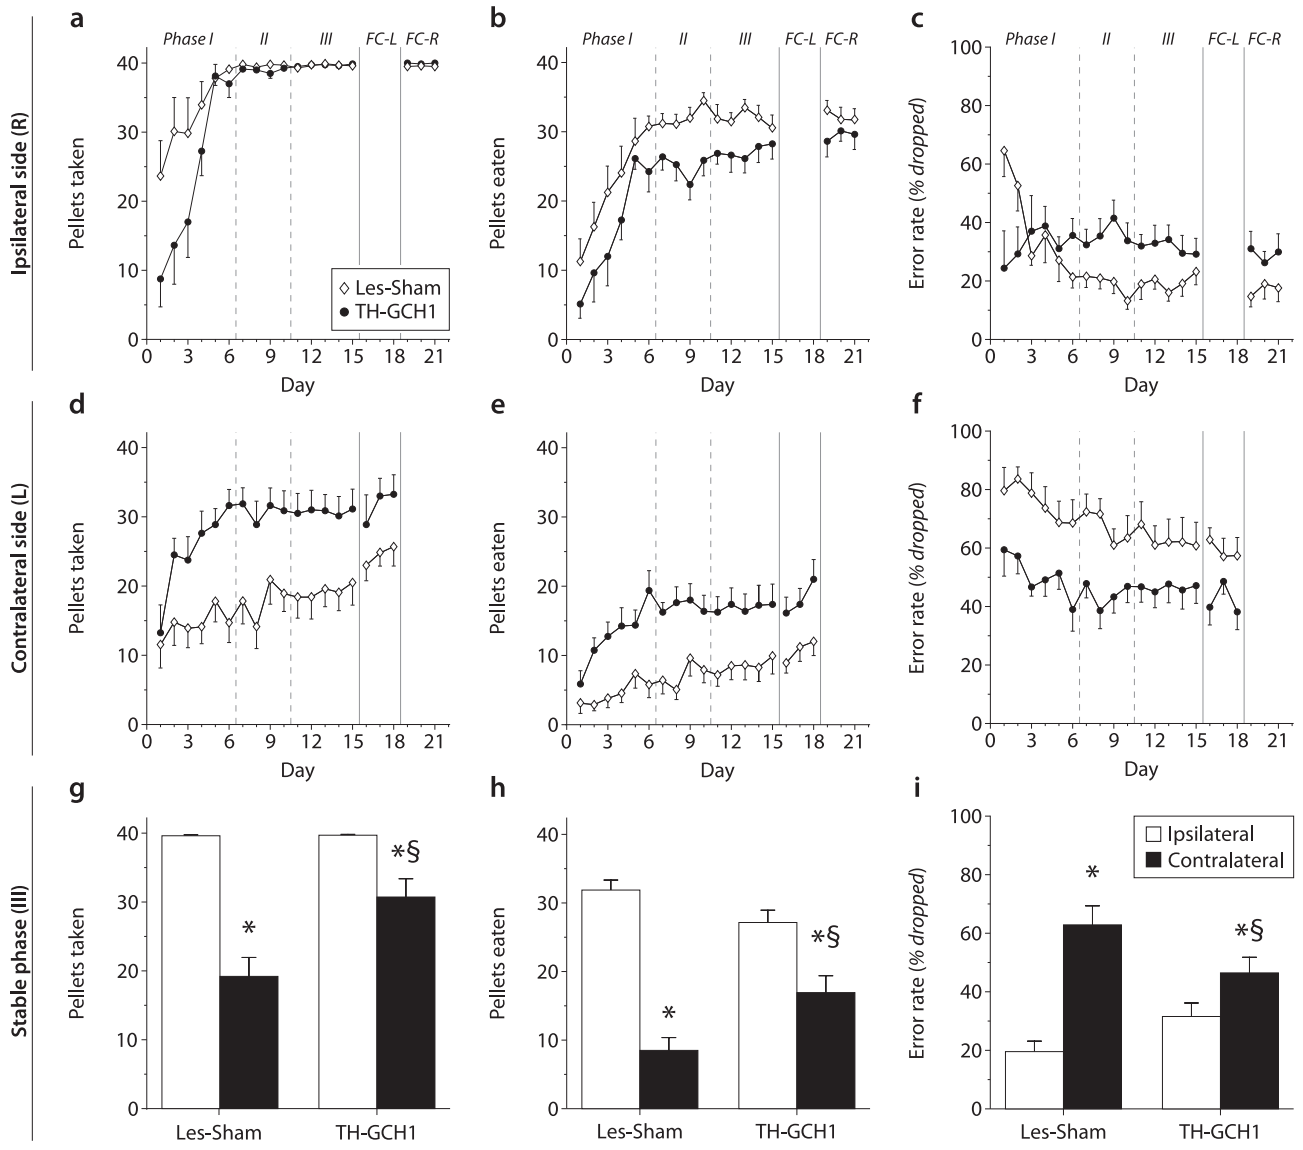 a
Phase I II III FC-L FC-R
Ipsilateral side (R)
Pellets taken
40
30
20
10
0
Les-Sham
TH-GCH1
0 3 6 9 12 15 18 21
Day
b
Phase I II III FC-L FC-R
Pellets eaten
40
30
20
10
0
0 3 6 9 12 15 18 21
Day
c
Phase I II III FC-L FC-R
Error rate (% dropped)
100
80
60
40
20
0
0 3 6 9 12 15 18 21
Day
d
Contralateral side (L)
Pellets taken
40
30
20
10
0
0 3 6 9 12 15 18 21
Day
e
Pellets eaten
40
30
20
10
0
0 3 6 9 12 15 18 21
Day
f
Error rate (% dropped)
100
80
60
40
20
0
0 3 6 9 12 15 18 21
Day
g
Stable phase (III)
Pellets taken
40
30
20
10
0
*
*§
Les-Sham TH-GCH1
h
Pellets eaten
40
30
20
10
0
*
*§
Les-Sham TH-GCH1
i
Error rate (% dropped)
100
80
60
40
20
0
Ipsilateral
Contralateral
*
*§
Les-Sham TH-GCH1